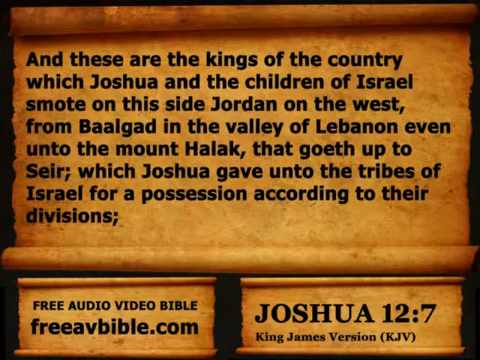 And these are the kings of the country
which Joshua and the children of Israel
smote on this side Jordan on the west,
from Baalgad in the valley of Lebanon even
unto the mount Halak, that goeth up to
Seir; which Joshua gave unto the tribes of
Israel for a possession according to their
divisions;
FREE AUDIO VIDEO BIBLE
freeavbible.com
JOSHUA 12:7
King James Version (KJV)